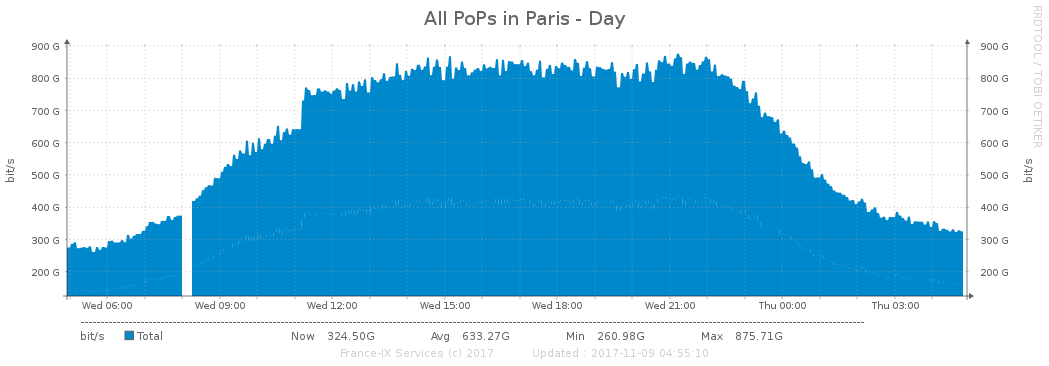 All PoPs in Paris - Day
RRDTOOL / TOBI OETIKER
900 G 900 G
800 G 800 G
700 G 700 G
600 G 600 G
500 G 500 G
400 G 400 G
300 G 300 G
200 G 200 G
bit/s bit/s
Wed 06:00 Wed 09:00 Wed 12:00 Wed 15:00 Wed 18:00 Wed 21:00 Thu 00:00 Thu 03:00
bit/s Total Now 324.50G Avg 633.27G Min 260.98G Max 875.71G
France-IX Services (c) 2017 Updated : 2017-11-09 04:55:10